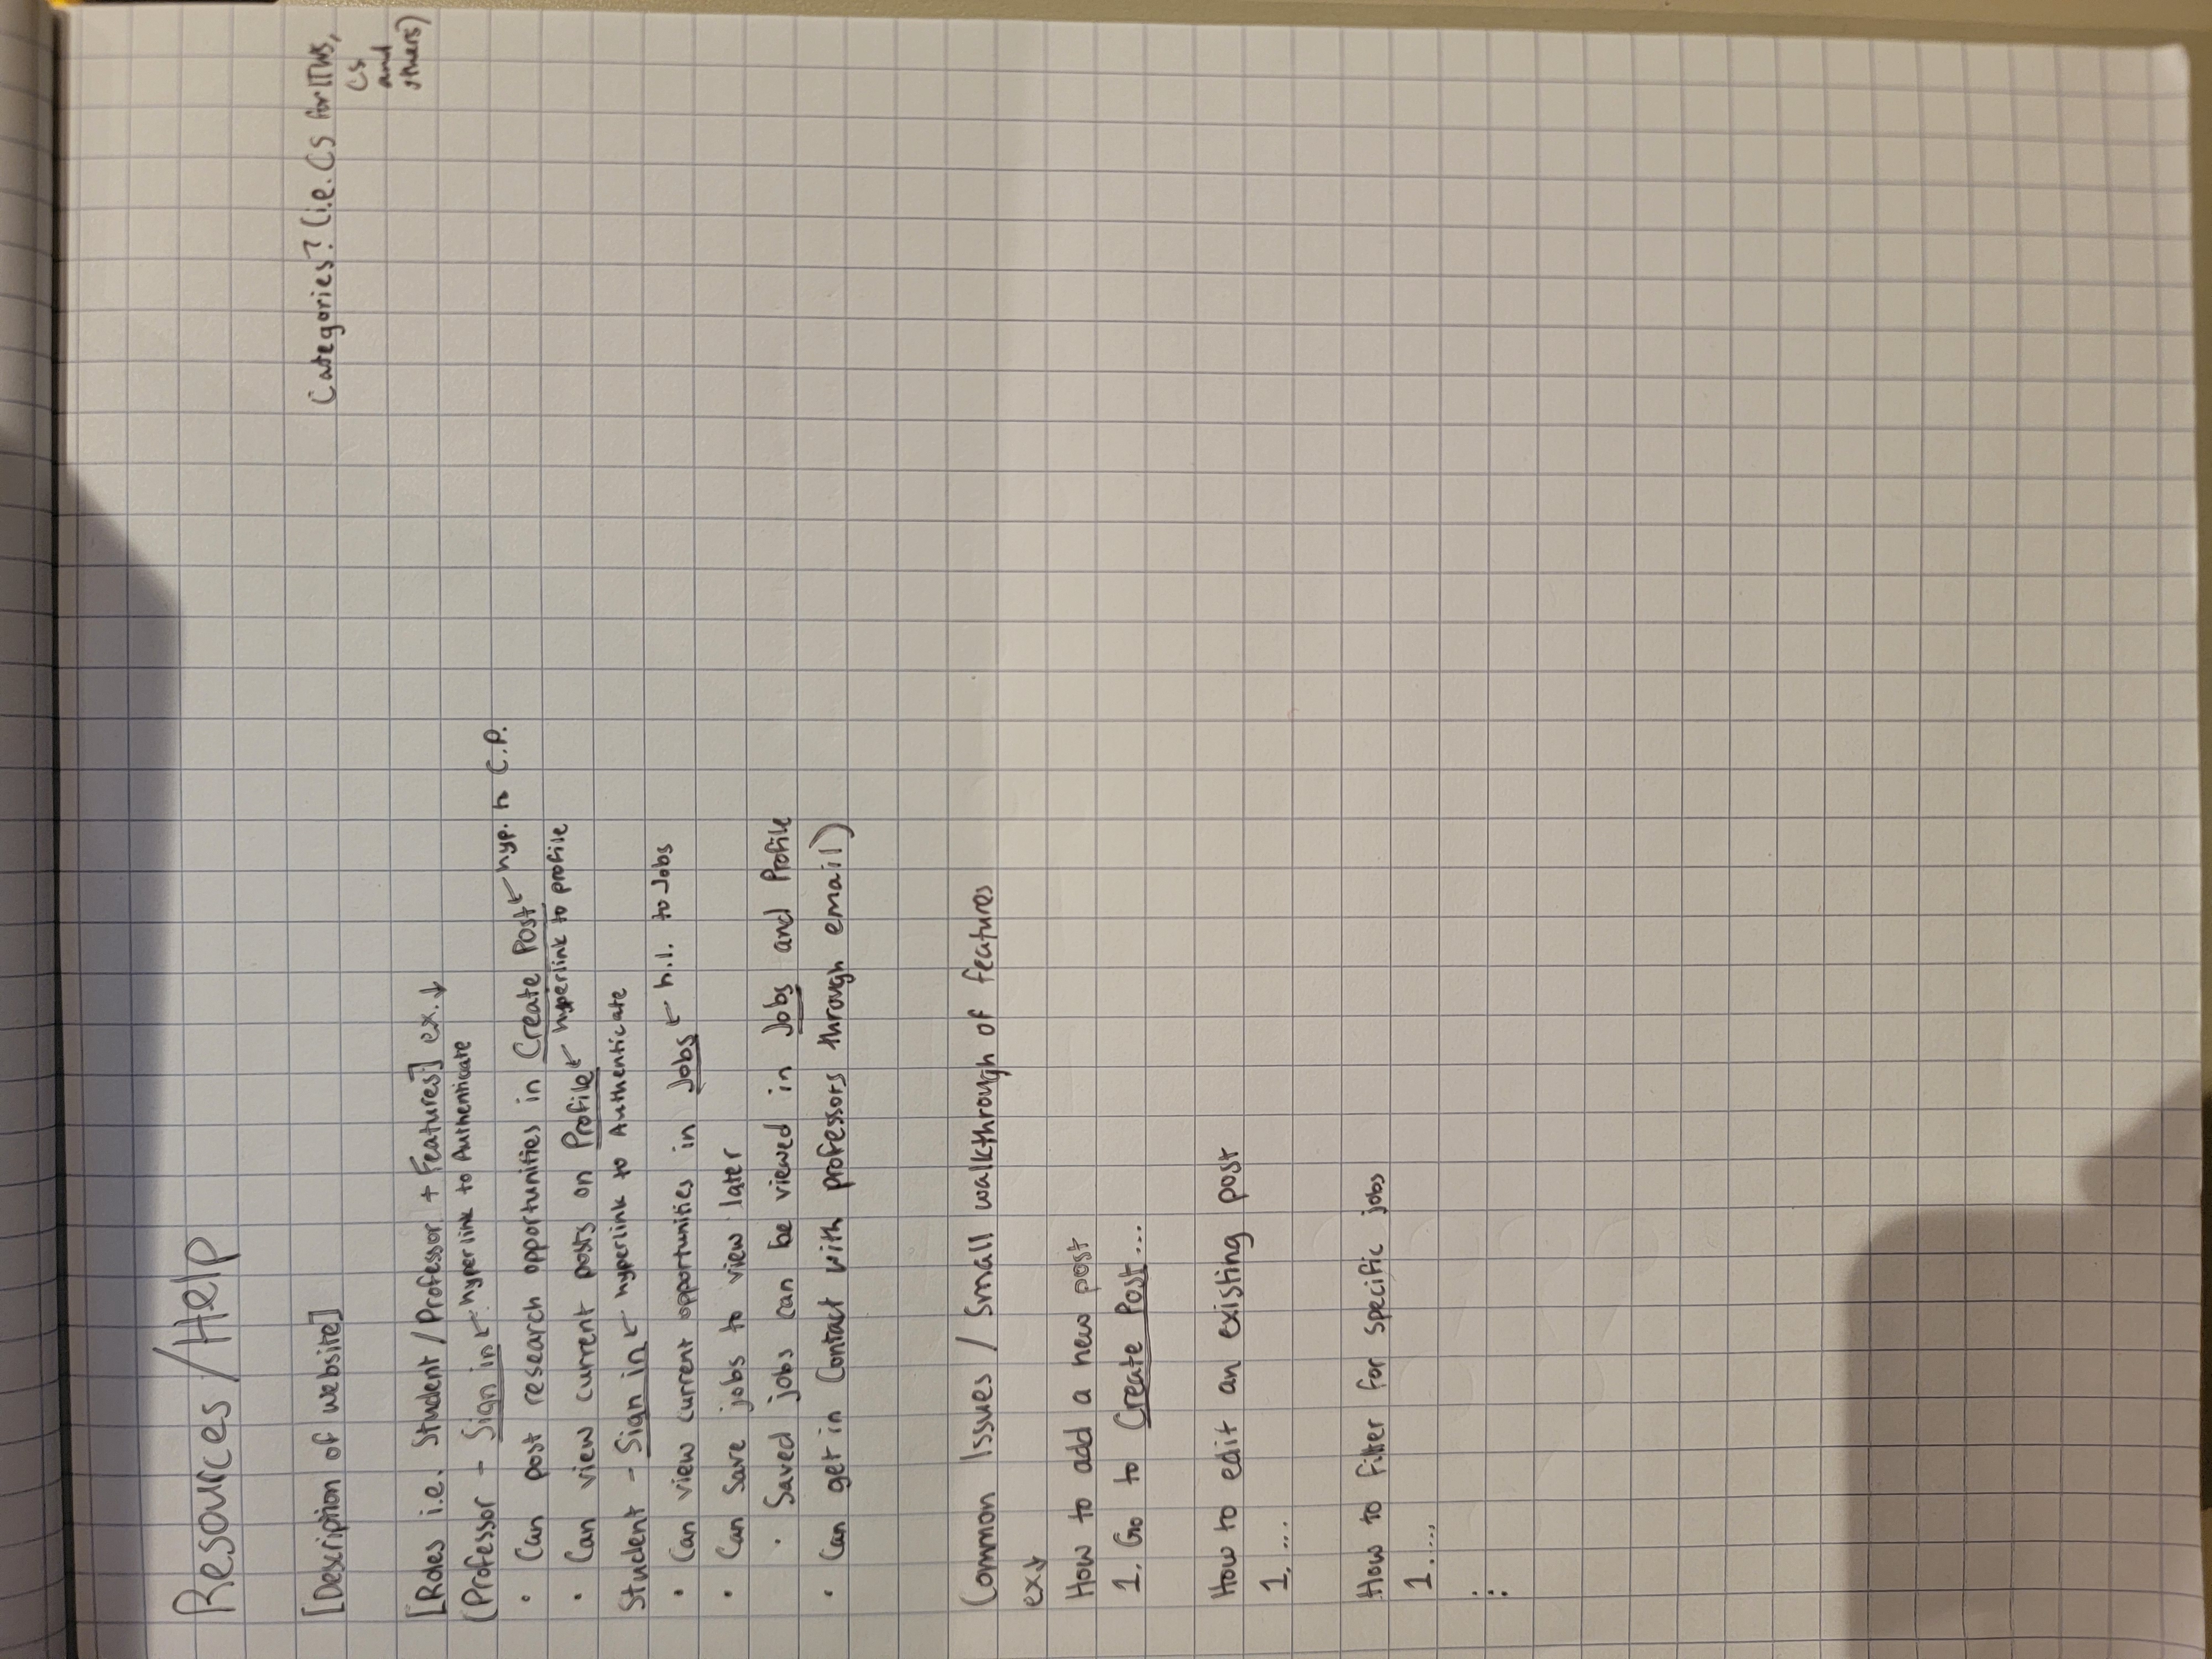 Resources/Help
[Description of website]
Categories? (i.e. CS for ITWS,
CS
and
others)
[Roles i.e. Student/Professor + Features] ex.↓
(Professor - Sign in ← hyperlink to Authenticate
• Can post research opportunities in Create Post ← hyp. to C.P.
• Can view current posts on Profile ← hyperlink to profile
Student - Sign in ← hyperlink to Authenticate
• Can view current opportunities in Jobs ← h.l. to Jobs
• Can save jobs to view later
• Saved jobs can be viewed in Jobs and Profile
• Can get in Contact with professors through email)
Common Issues / Small walkthrough of features
ex↓
How to add a new post
1. Go to Create Post...
How to edit an existing post
1. ...
How to filter for specific jobs
1. ...
⋮